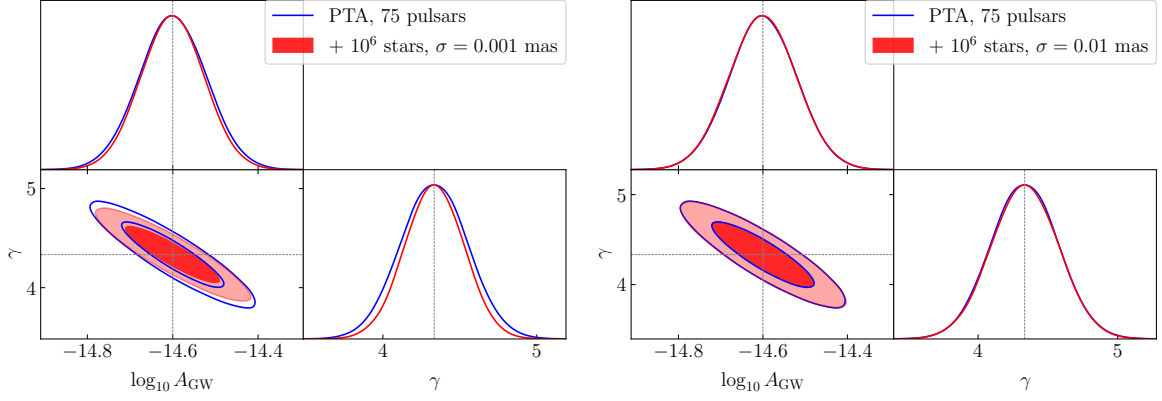 PTA, 75 pulsars
+ 10⁶ stars, σ = 0.001 mas
5
4
γ
−14.8 −14.6 −14.4
log₁₀ A_GW
4 5
γ
PTA, 75 pulsars
+ 10⁶ stars, σ = 0.01 mas
5
4
γ
−14.8 −14.6 −14.4
log₁₀ A_GW
4 5
γ